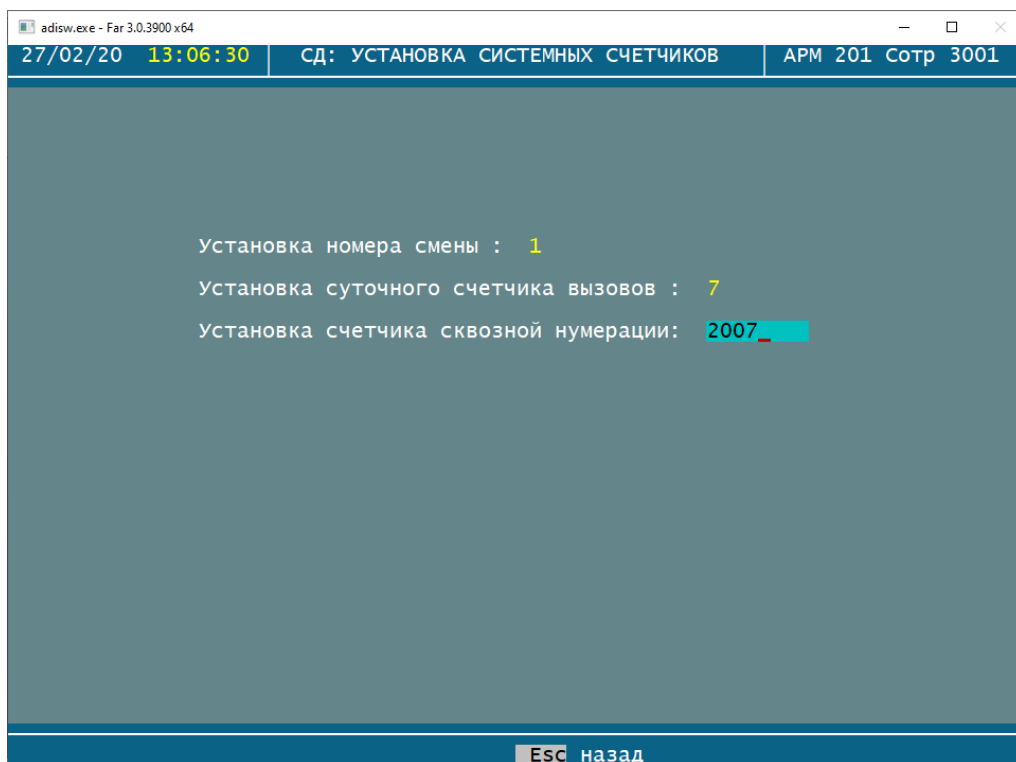 adisw.exe - Far 3.0.3900 x64
27/02/20 13:06:30 СД: УСТАНОВКА СИСТЕМНЫХ СЧЕТЧИКОВ АРМ 201 Сотр 3001
Установка номера смены : 1
Установка суточного счетчика вызовов : 7
Установка счетчика сквозной нумерации: 2007_
Esc назад